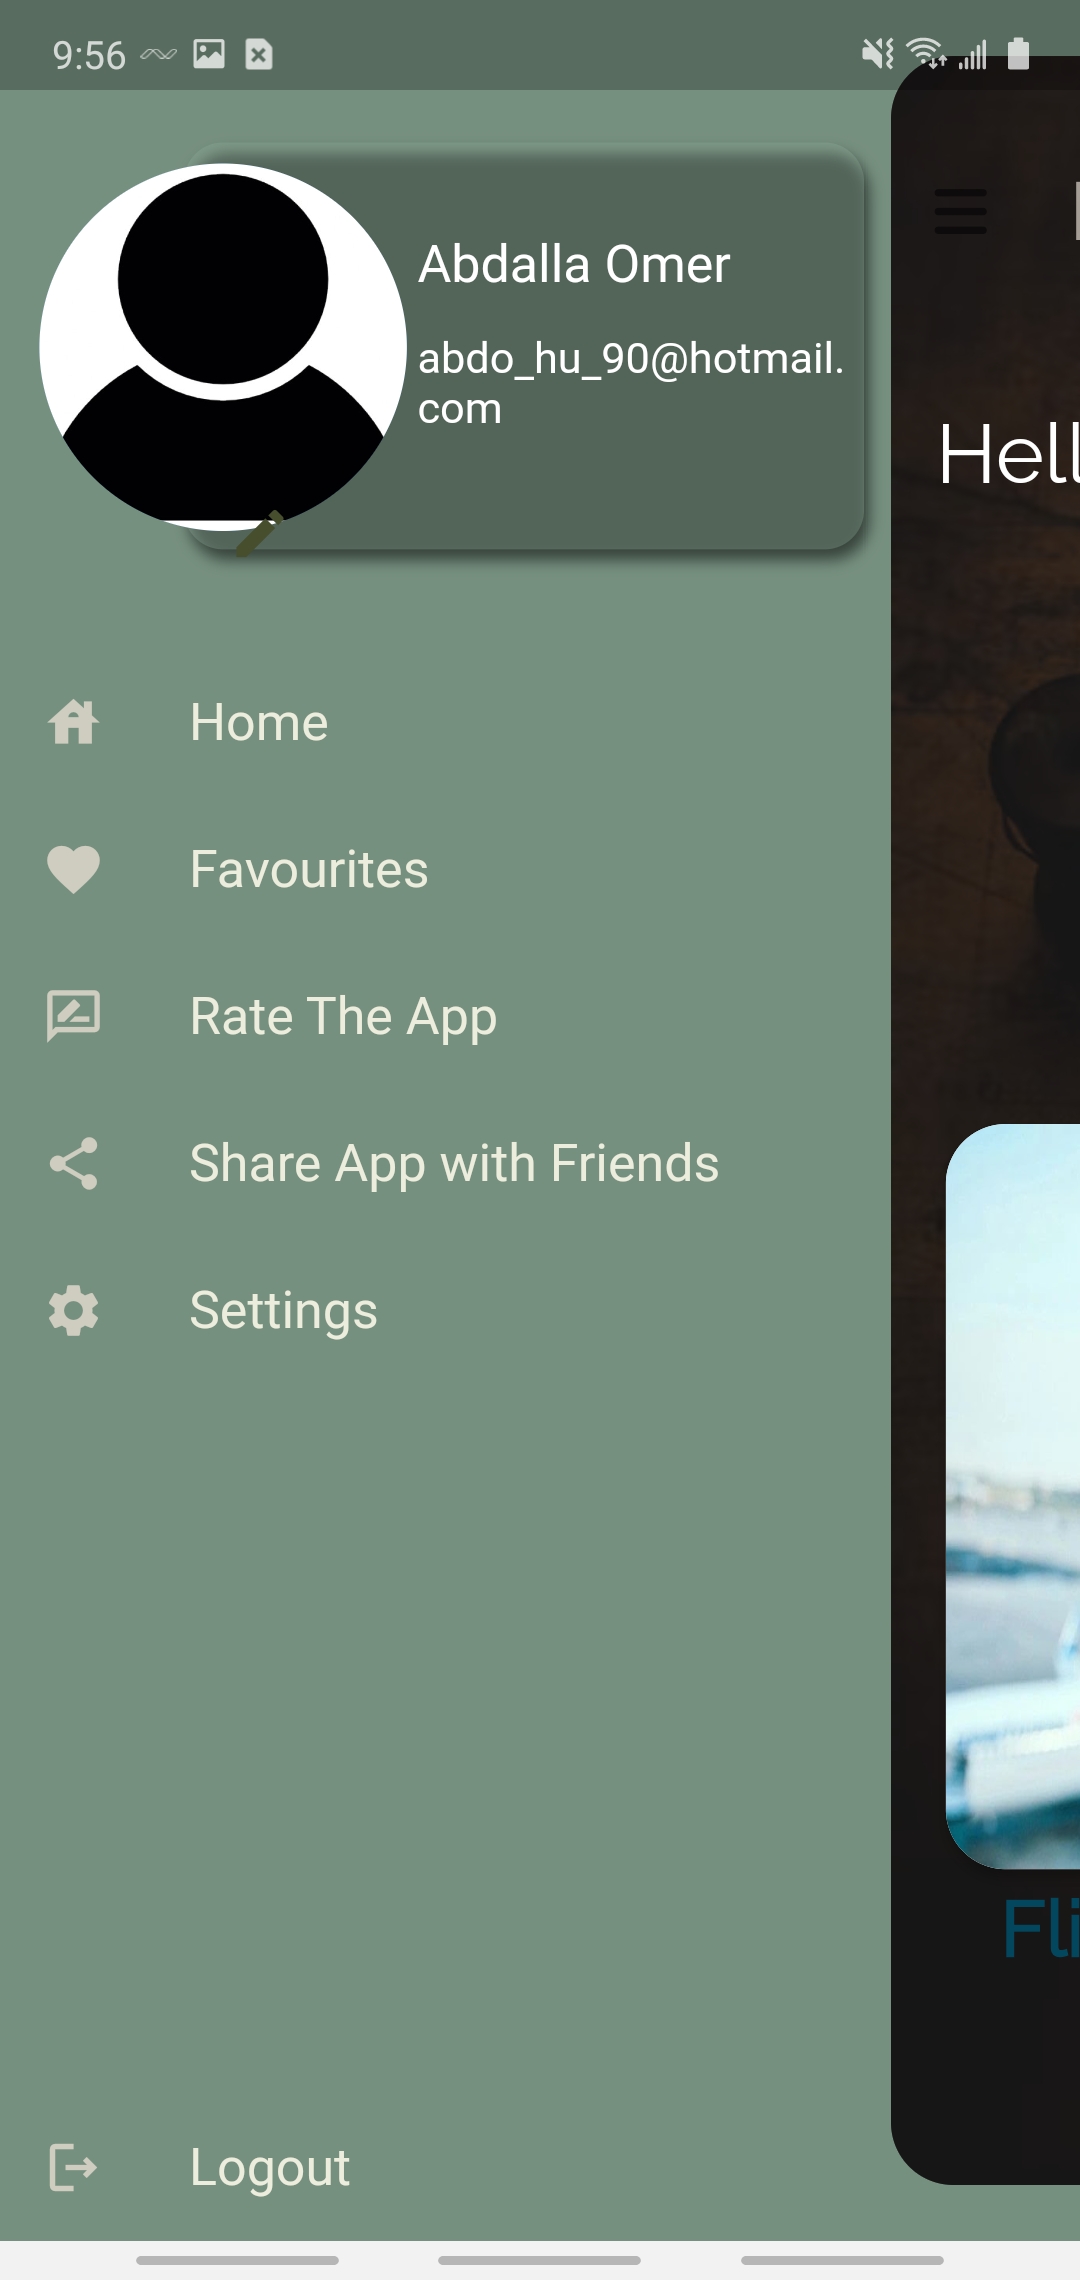 9:56
Abdalla Omer
abdo_hu_90@hotmail.
com
Hell
Home
Favourites
Rate The App
Share App with Friends
Settings
Fli
Logout